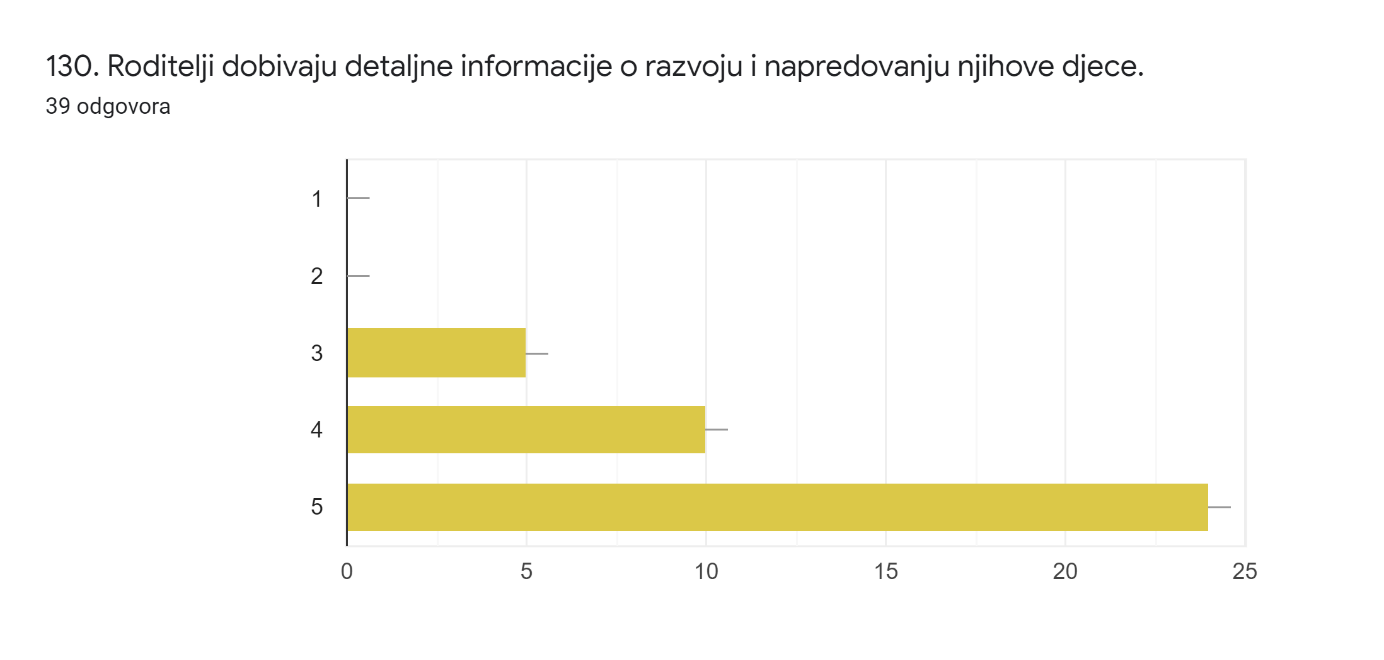 130. Roditelji dobivaju detaljne informacije o razvoju i napredovanju njihove djece.
39 odgovora
1
2
3
4
5
0 5 10 15 20 25